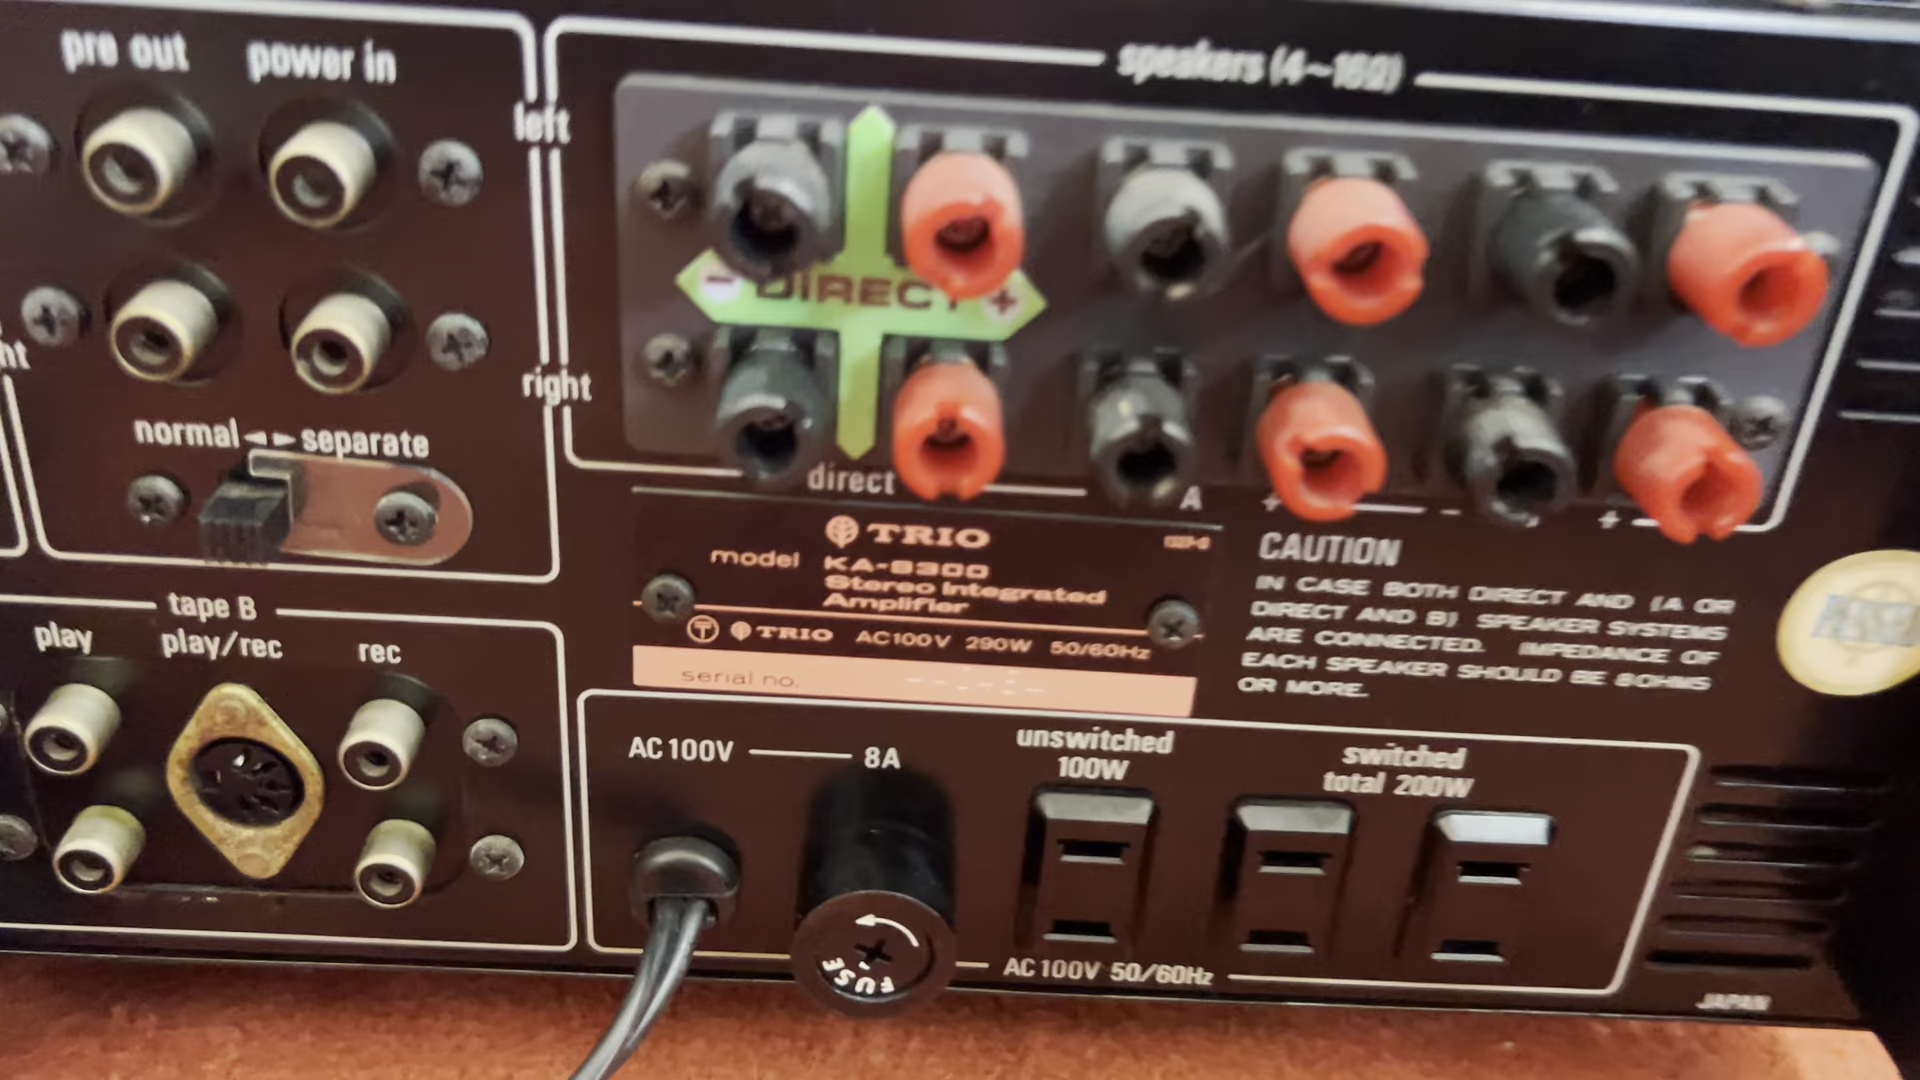 pre out
power in
speakers (4~16Ω)
left
− DIRECT +
right
normal ◄ ► separate
direct
A
+
−
+
TRIO
model KA-8300
Stereo Integrated
Amplifier
TRIO AC100V 290W 50/60Hz
serial no.
CAUTION
IN CASE BOTH DIRECT AND (A OR
DIRECT AND B) SPEAKER SYSTEMS
ARE CONNECTED. IMPEDANCE OF
EACH SPEAKER SHOULD BE 8OHMS
OR MORE.
tape B
play
play/rec
rec
AC100V
8A
unswitched
100W
switched
total 200W
FUSE
AC100V 50/60Hz
JAPAN